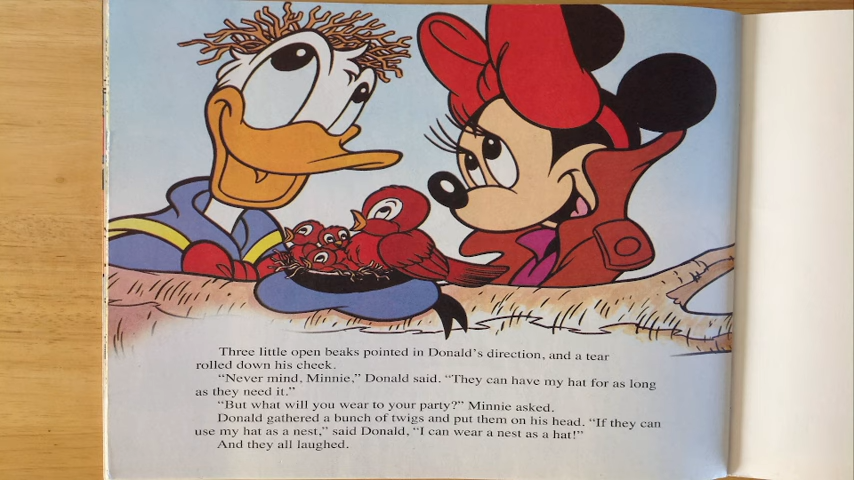 Three little open beaks pointed in Donald's direction, and a tear
rolled down his cheek.
"Never mind, Minnie," Donald said. "They can have my hat for as long
as they need it."
"But what will you wear to your party?" Minnie asked.
Donald gathered a bunch of twigs and put them on his head. "If they can
use my hat as a nest," said Donald, "I can wear a nest as a hat!"
And they all laughed.